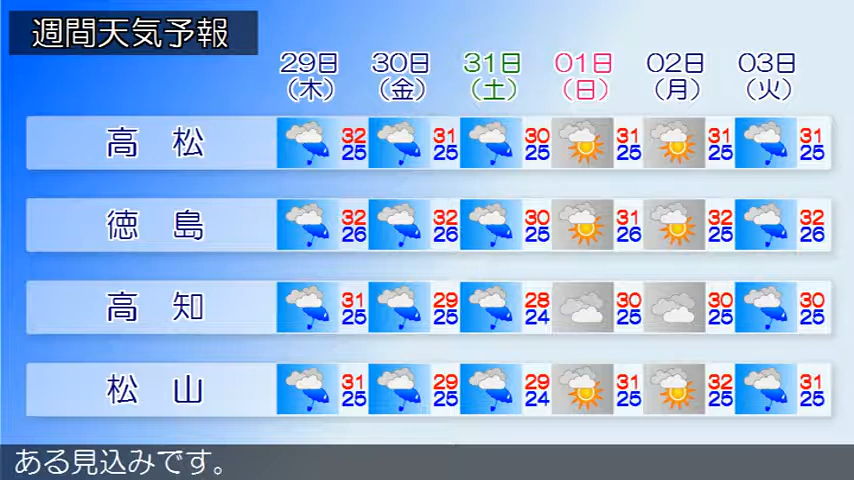 週間天気予報
29日 30日 31日 01日 02日 03日
(木) (金) (土) (日) (月) (火)
高松 32 31 30 31 31 31
25 25 25 25 25 25
徳島 32 32 30 31 32 32
26 26 25 26 25 26
高知 31 29 28 30 30 30
25 25 24 25 25 25
松山 31 29 29 31 32 31
25 25 24 25 25 25
ある見込みです。